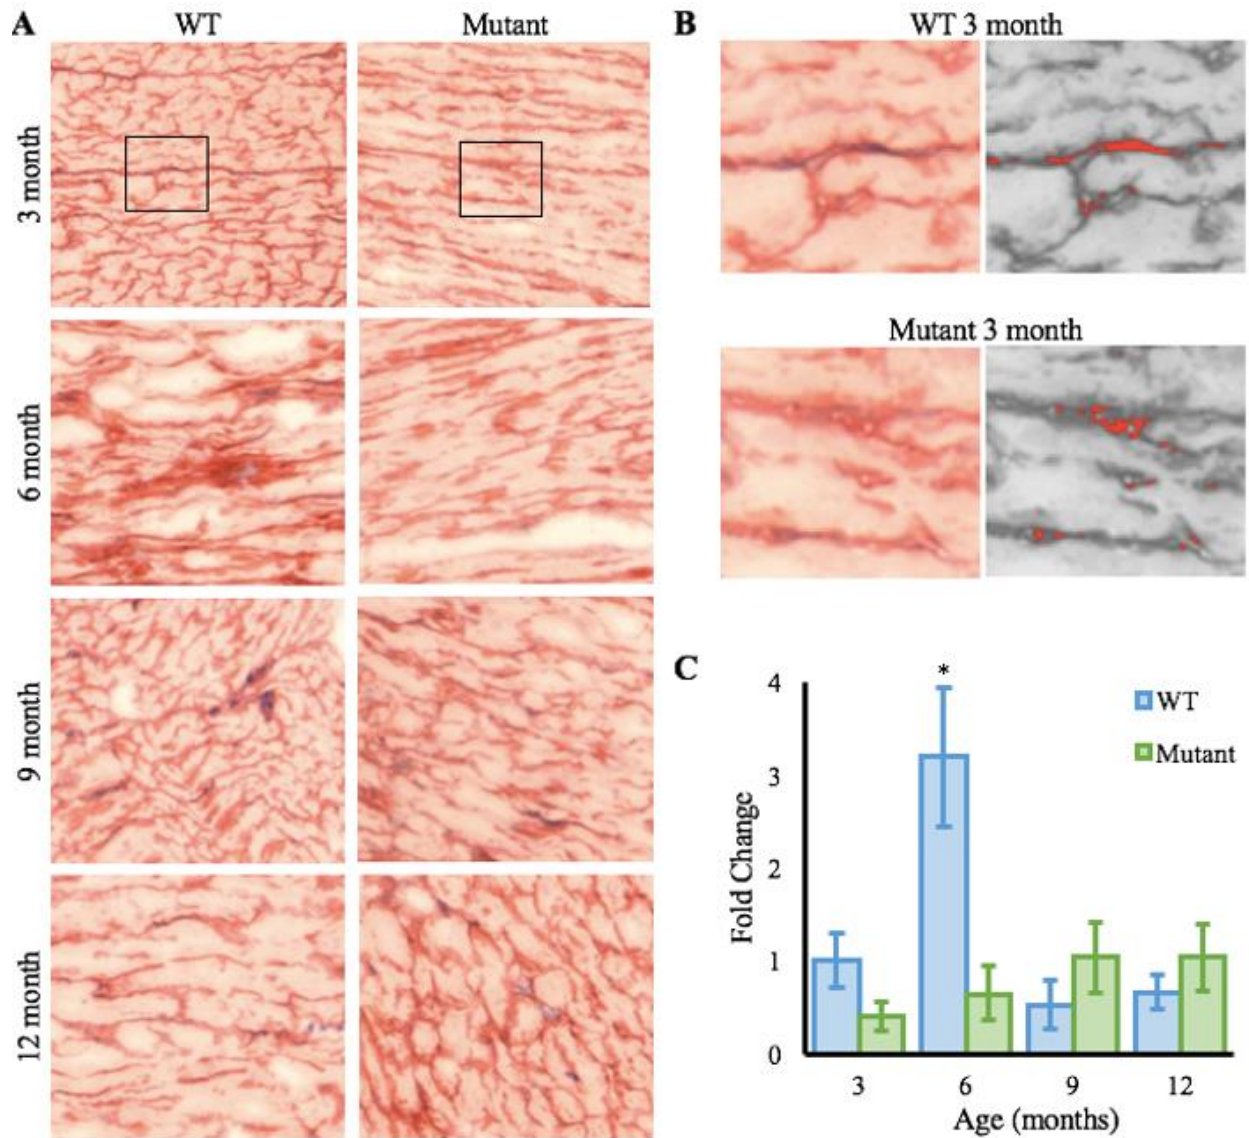 A
WT
Mutant
3 month
6 month
9 month
12 month
B
WT 3 month
Mutant 3 month
C
*
WT
Mutant
Fold Change
4
3
2
1
0
3 6 9 12
Age (months)